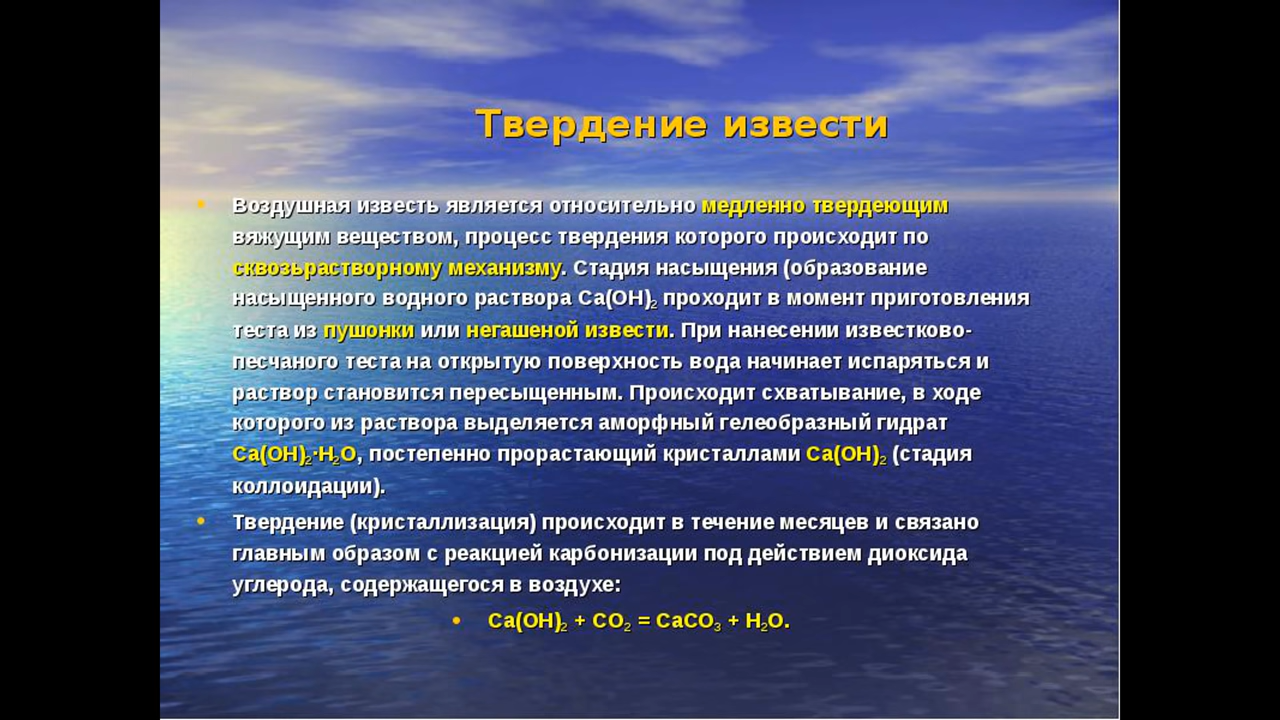 Твердение извести
• Воздушная известь является относительно медленно твердеющим
вяжущим веществом, процесс твердения которого происходит по
сквозьрастворному механизму. Стадия насыщения (образование
насыщенного водного раствора Ca(OH)₂ проходит в момент приготовления
теста из пушонки или негашеной извести. При нанесении известково-
песчаного теста на открытую поверхность вода начинает испаряться и
раствор становится пересыщенным. Происходит схватывание, в ходе
которого из раствора выделяется аморфный гелеобразный гидрат
Ca(OH)₂·H₂O, постепенно прорастающий кристаллами Ca(OH)₂ (стадия
коллоидации).
• Твердение (кристаллизация) происходит в течение месяцев и связано
главным образом с реакцией карбонизации под действием диоксида
углерода, содержащегося в воздухе:
• Ca(OH)₂ + CO₂ = CaCO₃ + H₂O.